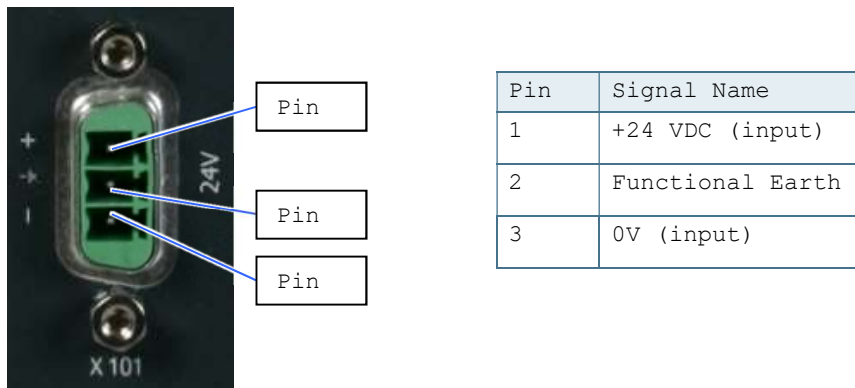 +
-
24V
X 101
Pin
Pin
Pin
Pin Signal Name
1 +24 VDC (input)
2 Functional Earth
3 0V (input)